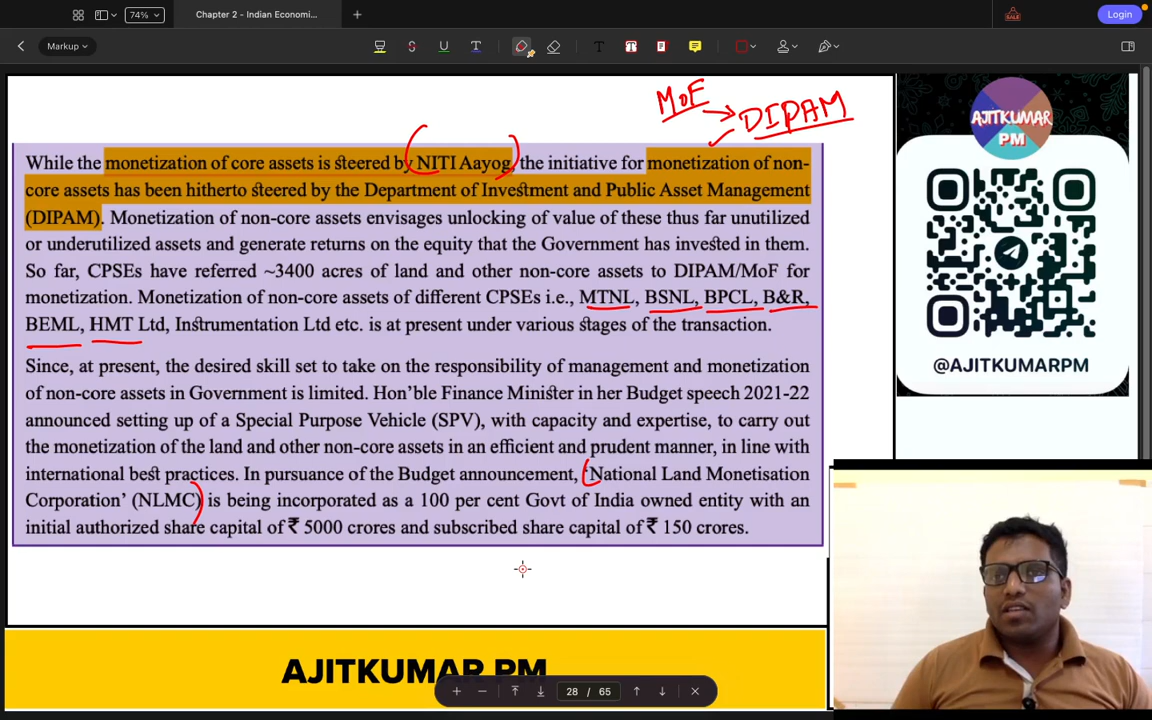 74%
Chapter 2 - Indian Economi...
SALE
Login
Markup
MoF
DIPAM
AJITKUMAR
PM
While the monetization of core assets is steered by NITI Aayog, the initiative for monetization of non-
core assets has been hitherto steered by the Department of Investment and Public Asset Management
(DIPAM). Monetization of non-core assets envisages unlocking of value of these thus far unutilized
or underutilized assets and generate returns on the equity that the Government has invested in them.
So far, CPSEs have referred ~3400 acres of land and other non-core assets to DIPAM/MoF for
monetization. Monetization of non-core assets of different CPSEs i.e., MTNL, BSNL, BPCL, B&R,
BEML, HMT Ltd, Instrumentation Ltd etc. is at present under various stages of the transaction.
Since, at present, the desired skill set to take on the responsibility of management and monetization
of non-core assets in Government is limited. Hon'ble Finance Minister in her Budget speech 2021-22
announced setting up of a Special Purpose Vehicle (SPV), with capacity and expertise, to carry out
the monetization of the land and other non-core assets in an efficient and prudent manner, in line with
international best practices. In pursuance of the Budget announcement, 'National Land Monetisation
Corporation' (NLMC) is being incorporated as a 100 per cent Govt of India owned entity with an
initial authorized share capital of ₹ 5000 crores and subscribed share capital of ₹ 150 crores.
@AJITKUMARPM
AJITKUMAR PM
28 / 65